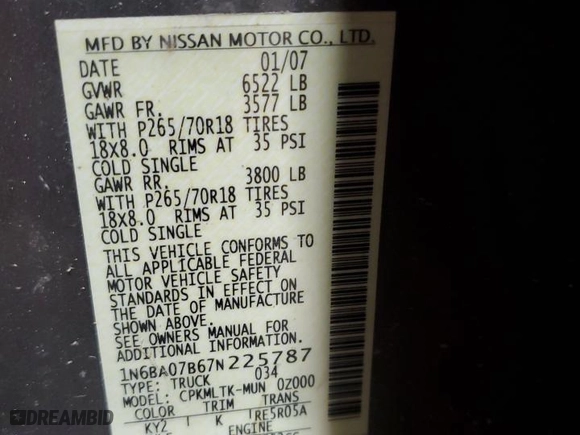 MFD BY NISSAN MOTOR CO., LTD.
DATE 01/07
GVWR 6522 LB
GAWR FR. 3577 LB
WITH P265/70R18 TIRES
18X8.0 RIMS AT 35 PSI
COLD SINGLE
GAWR RR. 3800 LB
WITH P265/70R18 TIRES
18X8.0 RIMS AT 35 PSI
COLD SINGLE
THIS VEHICLE CONFORMS TO
ALL APPLICABLE FEDERAL
MOTOR VEHICLE SAFETY
STANDARDS IN EFFECT ON
THE DATE OF MANUFACTURE
SHOWN ABOVE.
SEE OWNERS MANUAL FOR
ADDITIONAL INFORMATION.
1N6BA07B67N225787
TYPE: TRUCK 034
MODEL: CPKMLTK-MUN 0Z000
COLOR TRIM TRANS
KY2 K RE5R05A
ENGINE
DREAMBID